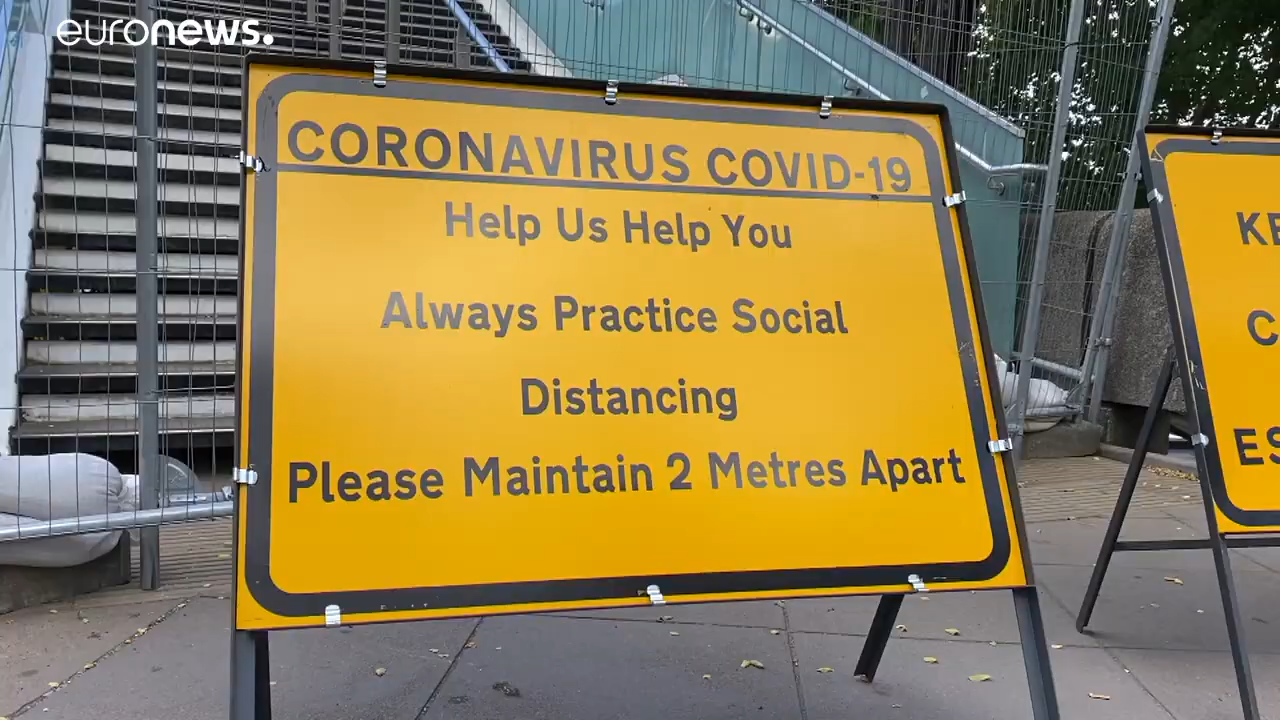 euronews.
CORONAVIRUS COVID-19
Help Us Help You
Always Practice Social
Distancing
Please Maintain 2 Metres Apart